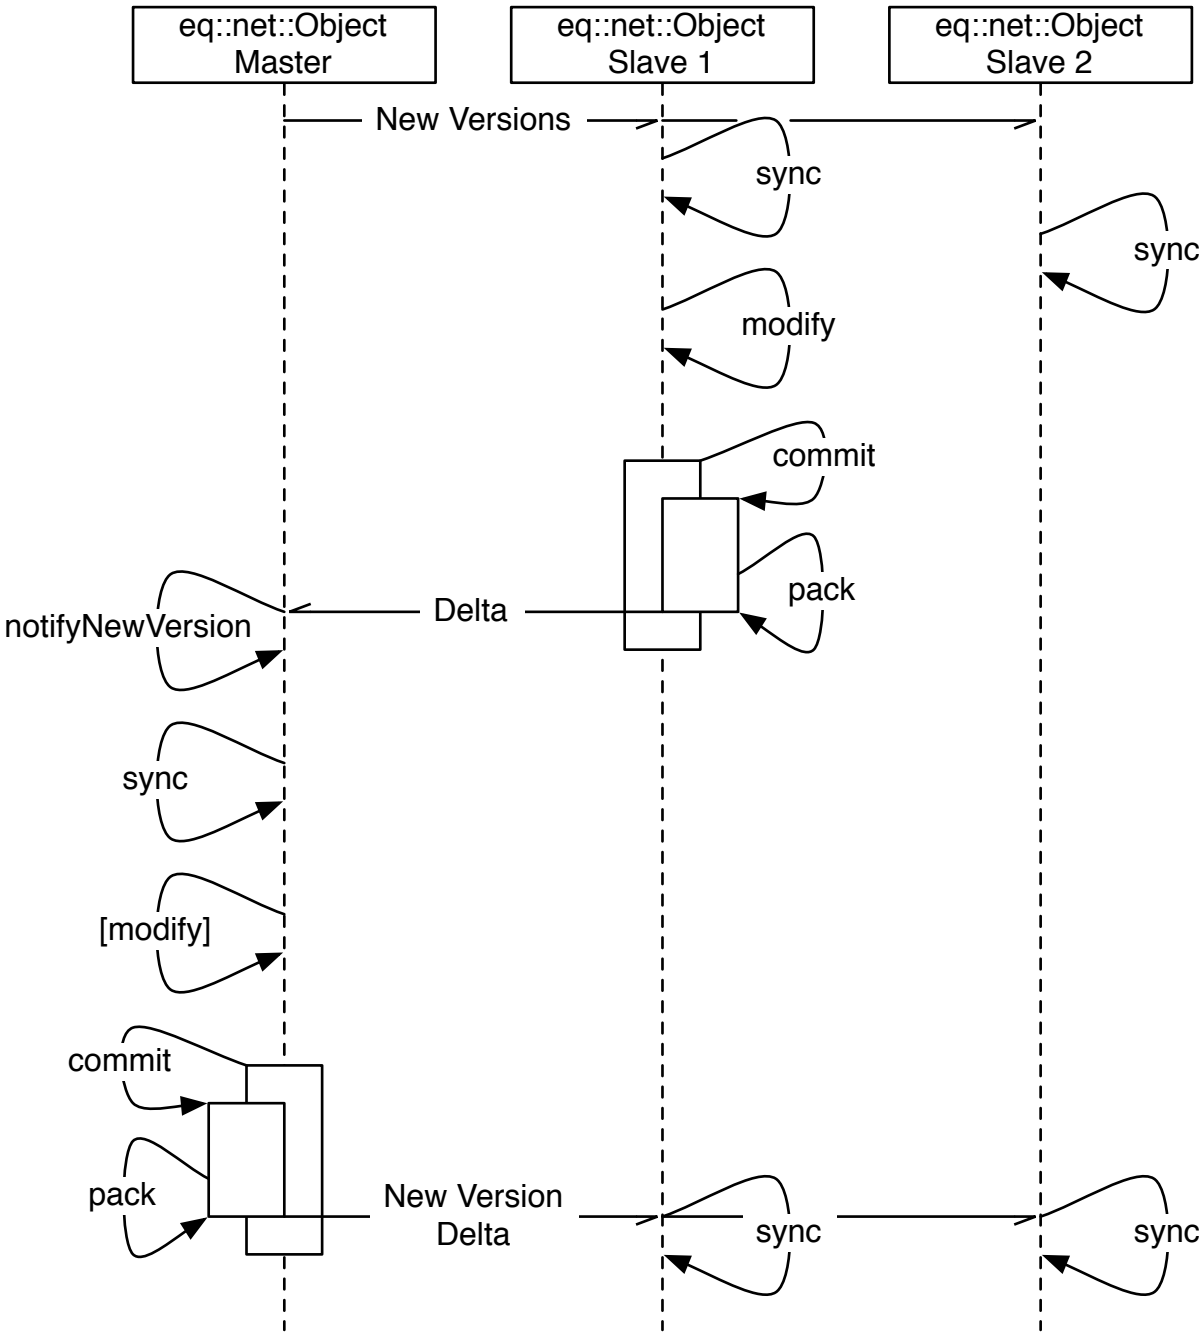 eq::net::Object
Master
eq::net::Object
Slave 1
eq::net::Object
Slave 2
New Versions
sync
sync
modify
commit
pack
Delta
notifyNewVersion
sync
[modify]
commit
pack
New Version
Delta
sync
sync